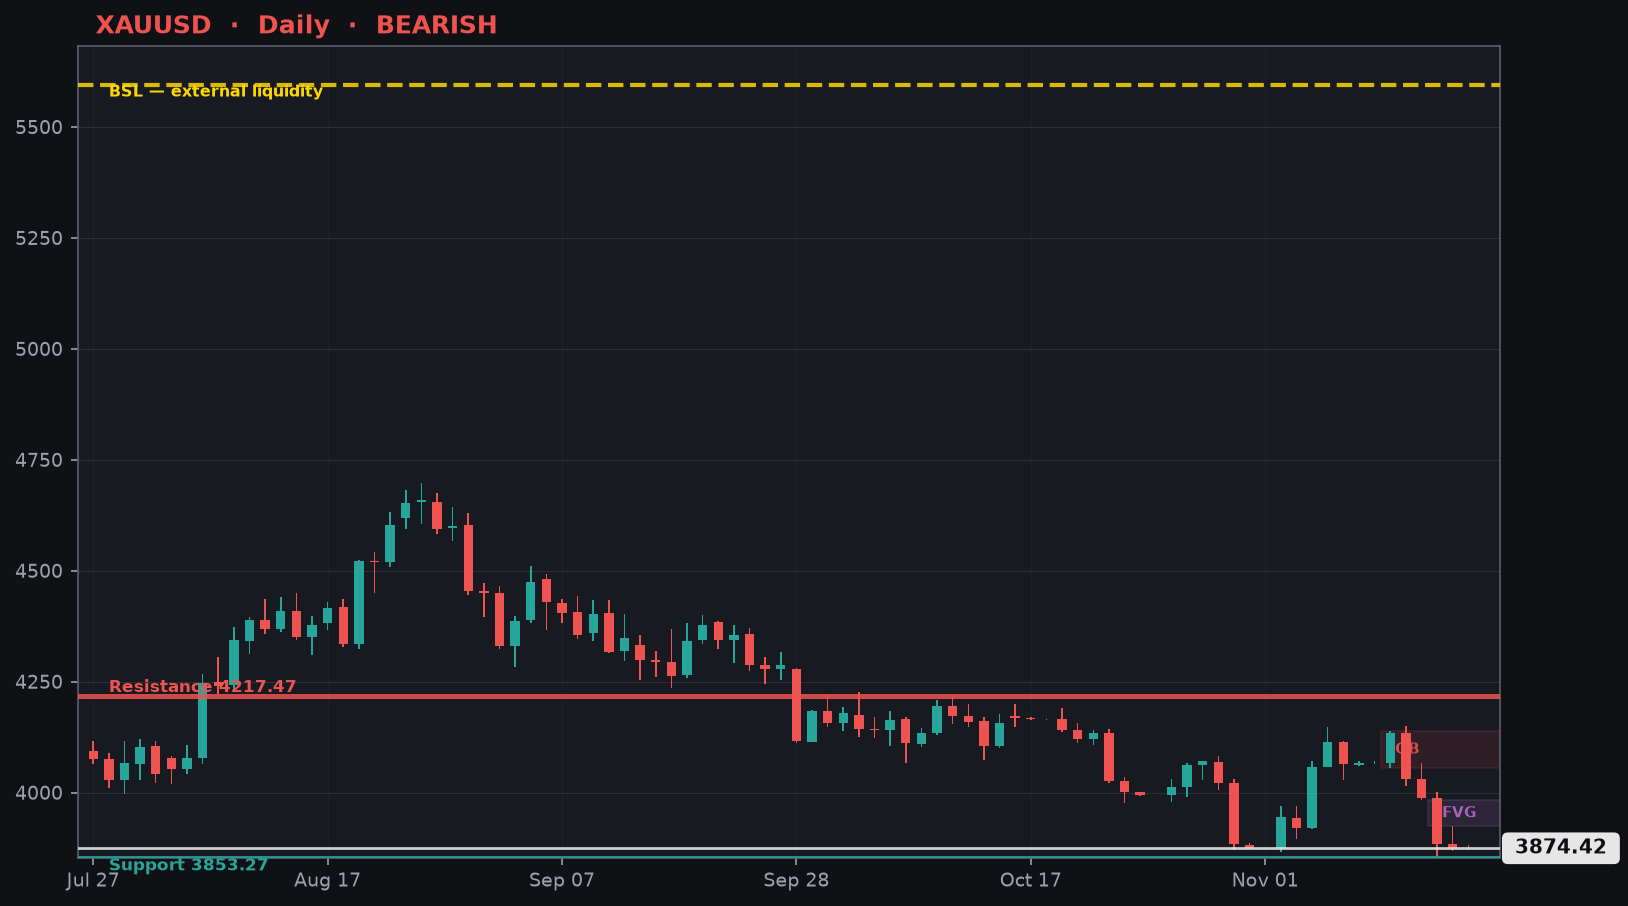 XAUUSD · Daily · BEARISH
BSL — external liquidity
5500
5250
5000
4750
4500
4250
4000
Resistance 4217.47
OB
FVG
3874.42
Support 3853.27
Jul 27
Aug 17
Sep 07
Sep 28
Oct 17
Nov 01